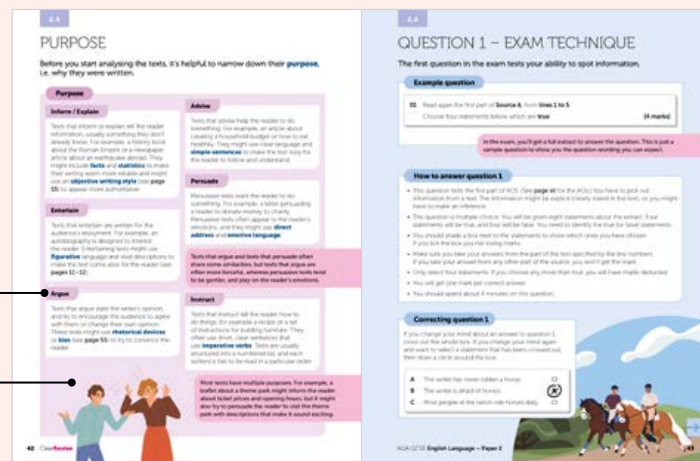 PURPOSE
Before you start analysing the texts, it's helpful to narrow down their purpose,
i.e. why they were written.
Purpose
Inform / Explain
Texts that inform or explain tell the reader
information, usually something they don't
already know. For example, a history book
about the Roman Empire or a newspaper
article about an earthquake abroad. They
might include facts and statistics to make
their writing seem more reliable and might
use an objective writing style (see page
55) to appear more authoritative.
Entertain
Texts that entertain are written for the
audience's enjoyment. For example, an
autobiography is designed to interest
the reader. Entertaining texts might use
figurative language and vivid descriptions to
make the text come alive for the reader (see
pages 11–12).
Argue
Texts that argue state the writer's opinion,
and try to encourage the audience to agree
with them or change their own opinion.
These texts might use rhetorical devices
or bias (see page 55) to try to convince the
reader.
Advise
Texts that advise help the reader to do
something. For example, an article about
creating a household budget or how to eat
healthily. They might use clear language and
simple sentences to make the text easy for
the reader to follow and understand.
Persuade
Persuasive texts want the reader to do
something. For example, a letter persuading
a reader to donate money to charity.
Persuasive texts often appeal to the reader's
emotions, and they might use direct
address and emotive language.
Texts that argue and texts that persuade often
share some similarities, but texts that argue are
often more forceful, whereas persuasive texts tend
to be gentler, and play on the reader's emotions.
Instruct
Texts that instruct tell the reader how to
do things, for example a recipe or a set
of instructions for building furniture. They
often use short, clear sentences that
use imperative verbs. Texts are usually
structured into a numbered list, and each
sentence has to be read in a particular order.
Most texts have multiple purposes. For example, a
leaflet about a theme park might inform the reader
about ticket prices and opening hours, but it might
also try to persuade the reader to visit the theme
park with descriptions that make it sound exciting.
42 ClearRevise
QUESTION 1 – EXAM TECHNIQUE
The first question in the exam tests your ability to spot information.
Example question
01. Read again the first part of Source A, from lines 1 to 5.
Choose four statements below which are true. [4 marks]
In the exam, you'll get a full extract to answer the question. This is just a
sample question to show you the question wording you can expect.
How to answer question 1
• This question tests the first part of AO1. (See page vi for the AOs). You have to pick out
information from a text. The information might be explicit (clearly stated in the text), or you might
have to make an inference.
• The question is multiple choice. You will be given eight statements about the extract. Four
statements will be true, and four will be false. You need to identify the true (or false) statements.
• You should shade a box next to the statements to show which ones you have chosen.
If you tick the box you risk losing marks.
• Make sure you take your answers from the part of the text specified by the line numbers.
If you take your answer from any other part of the source, you won't get the mark.
• Only select four statements. If you choose any more than four, you will have marks deducted.
• You will get one mark per correct answer.
• You should spend about 4 minutes on this question.
Correcting question 1
If you change your mind about an answer to question 1,
cross out the whole box. If you change your mind again
and want to select a statement that has been crossed out,
then draw a circle around the box.
A The writer has never ridden a horse.
B The writer is afraid of horses.
C Most people at the ranch ride horses daily.
AQA GCSE English Language – Paper 2